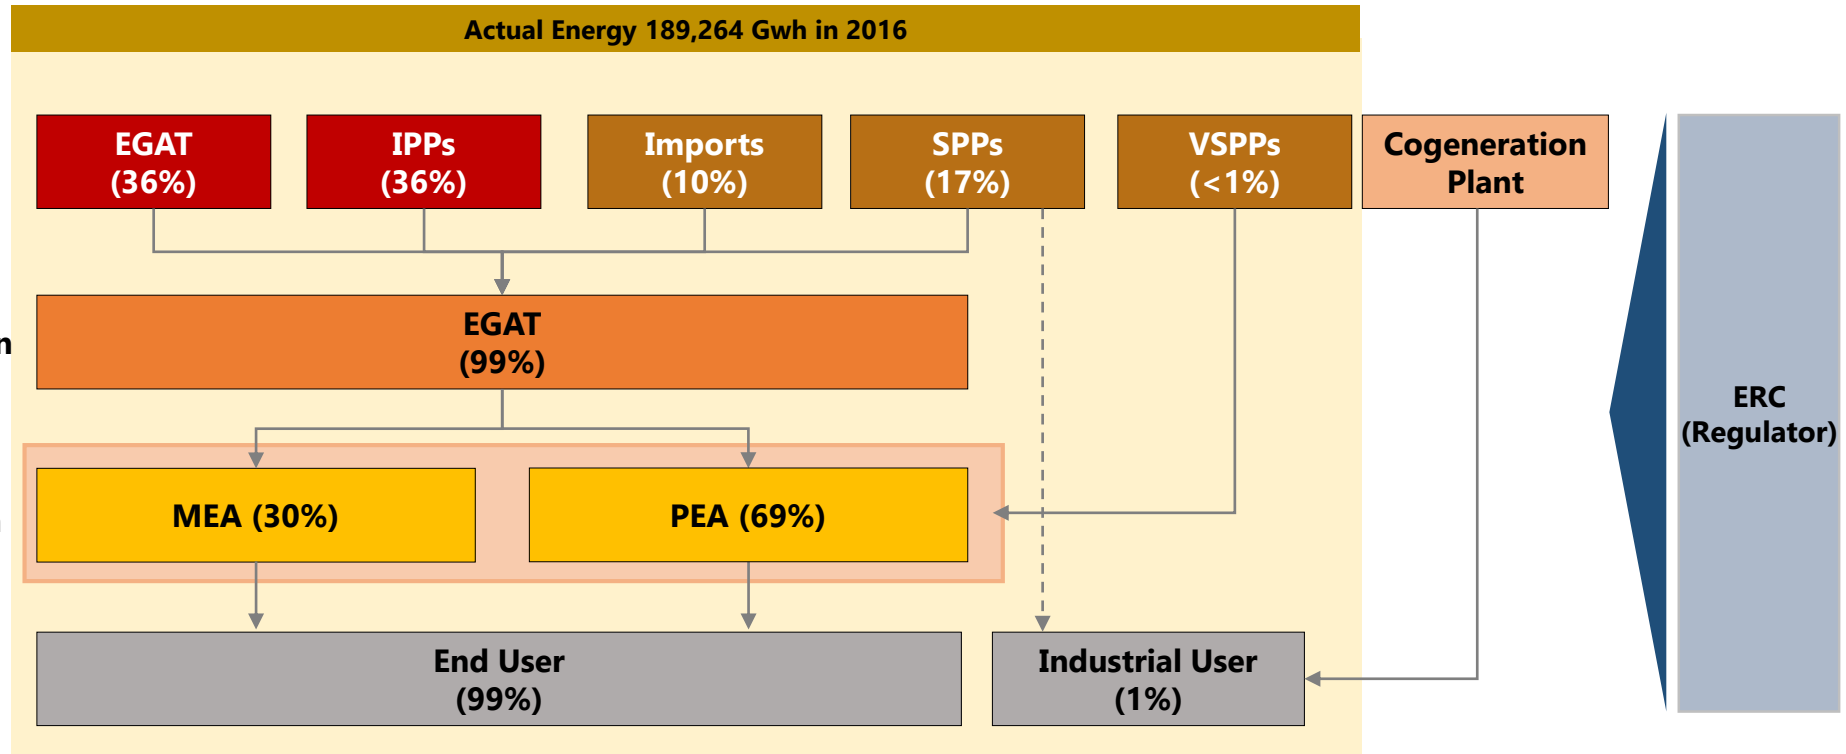 Actual Energy 189,264 Gwh in 2016
EGAT
(36%)
IPPs
(36%)
Imports
(10%)
SPPs
(17%)
VSPPs
(<1%)
Cogeneration
Plant
EGAT
(99%)
ERC
(Regulator)
MEA (30%)
PEA (69%)
End User
(99%)
Industrial User
(1%)